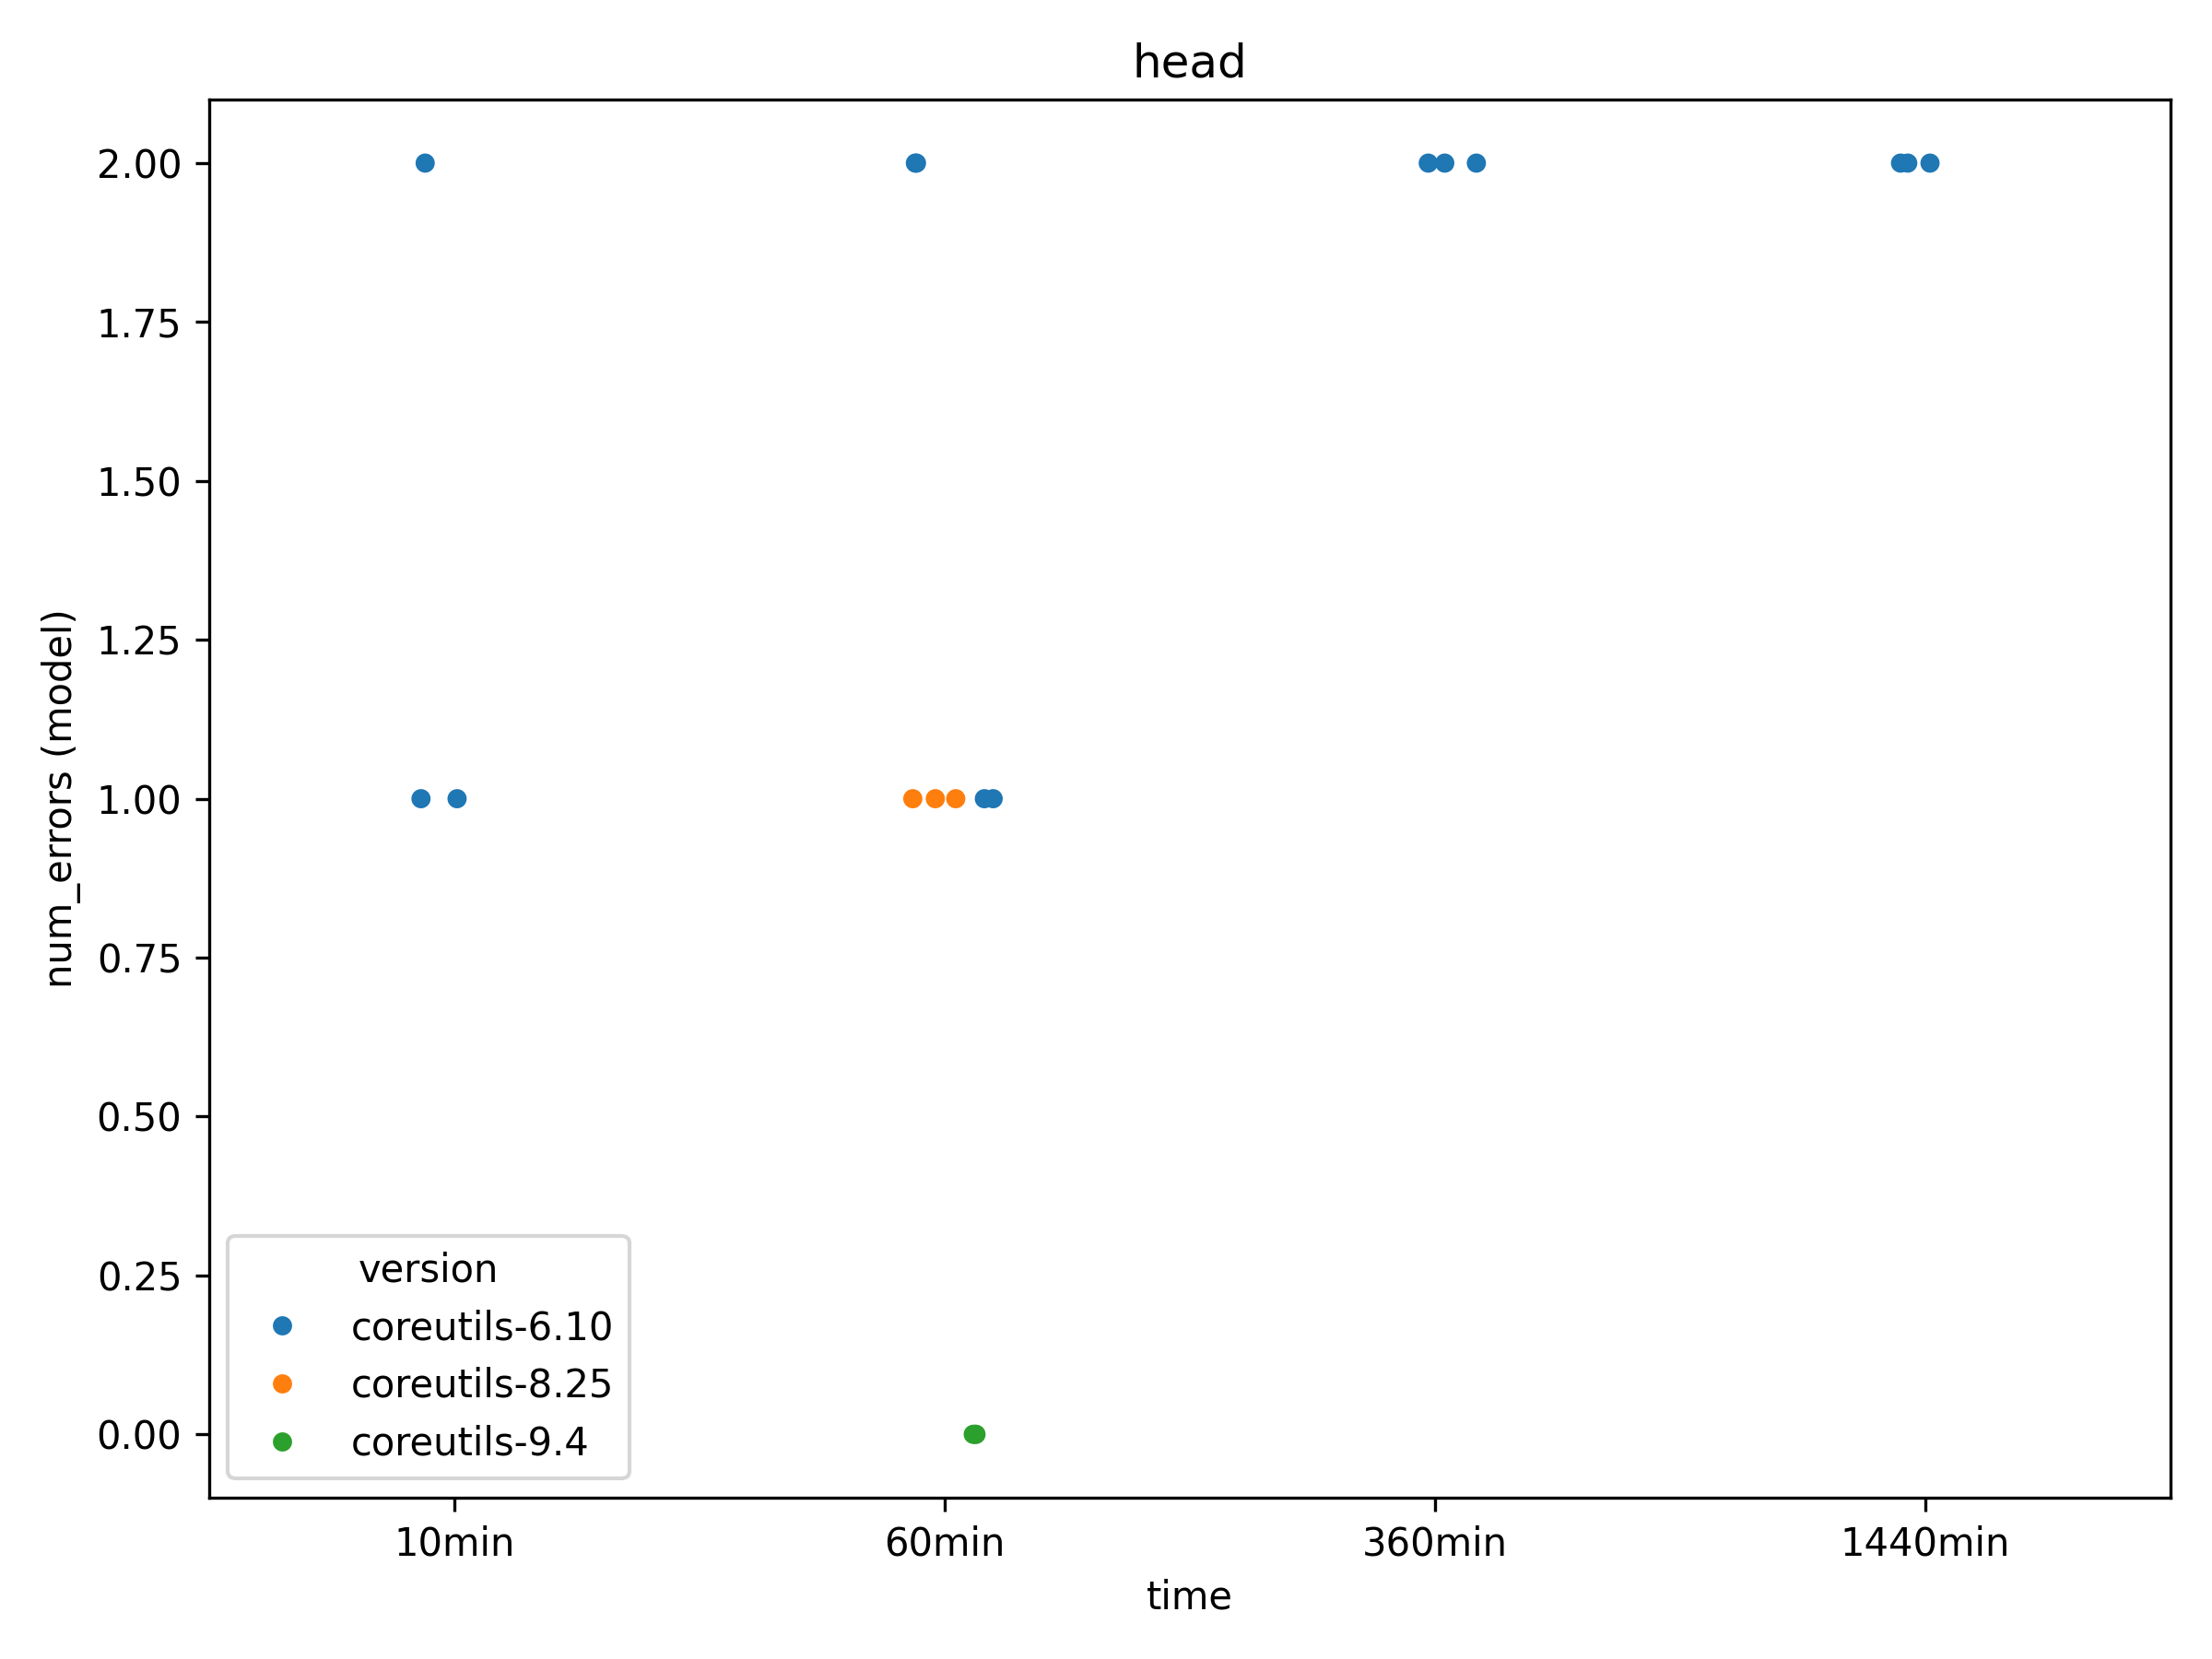 head
num_errors (model)
2.00
1.75
1.50
1.25
1.00
0.75
0.50
0.25
0.00
version
coreutils-6.10
coreutils-8.25
coreutils-9.4
10min 60min 360min 1440min
time